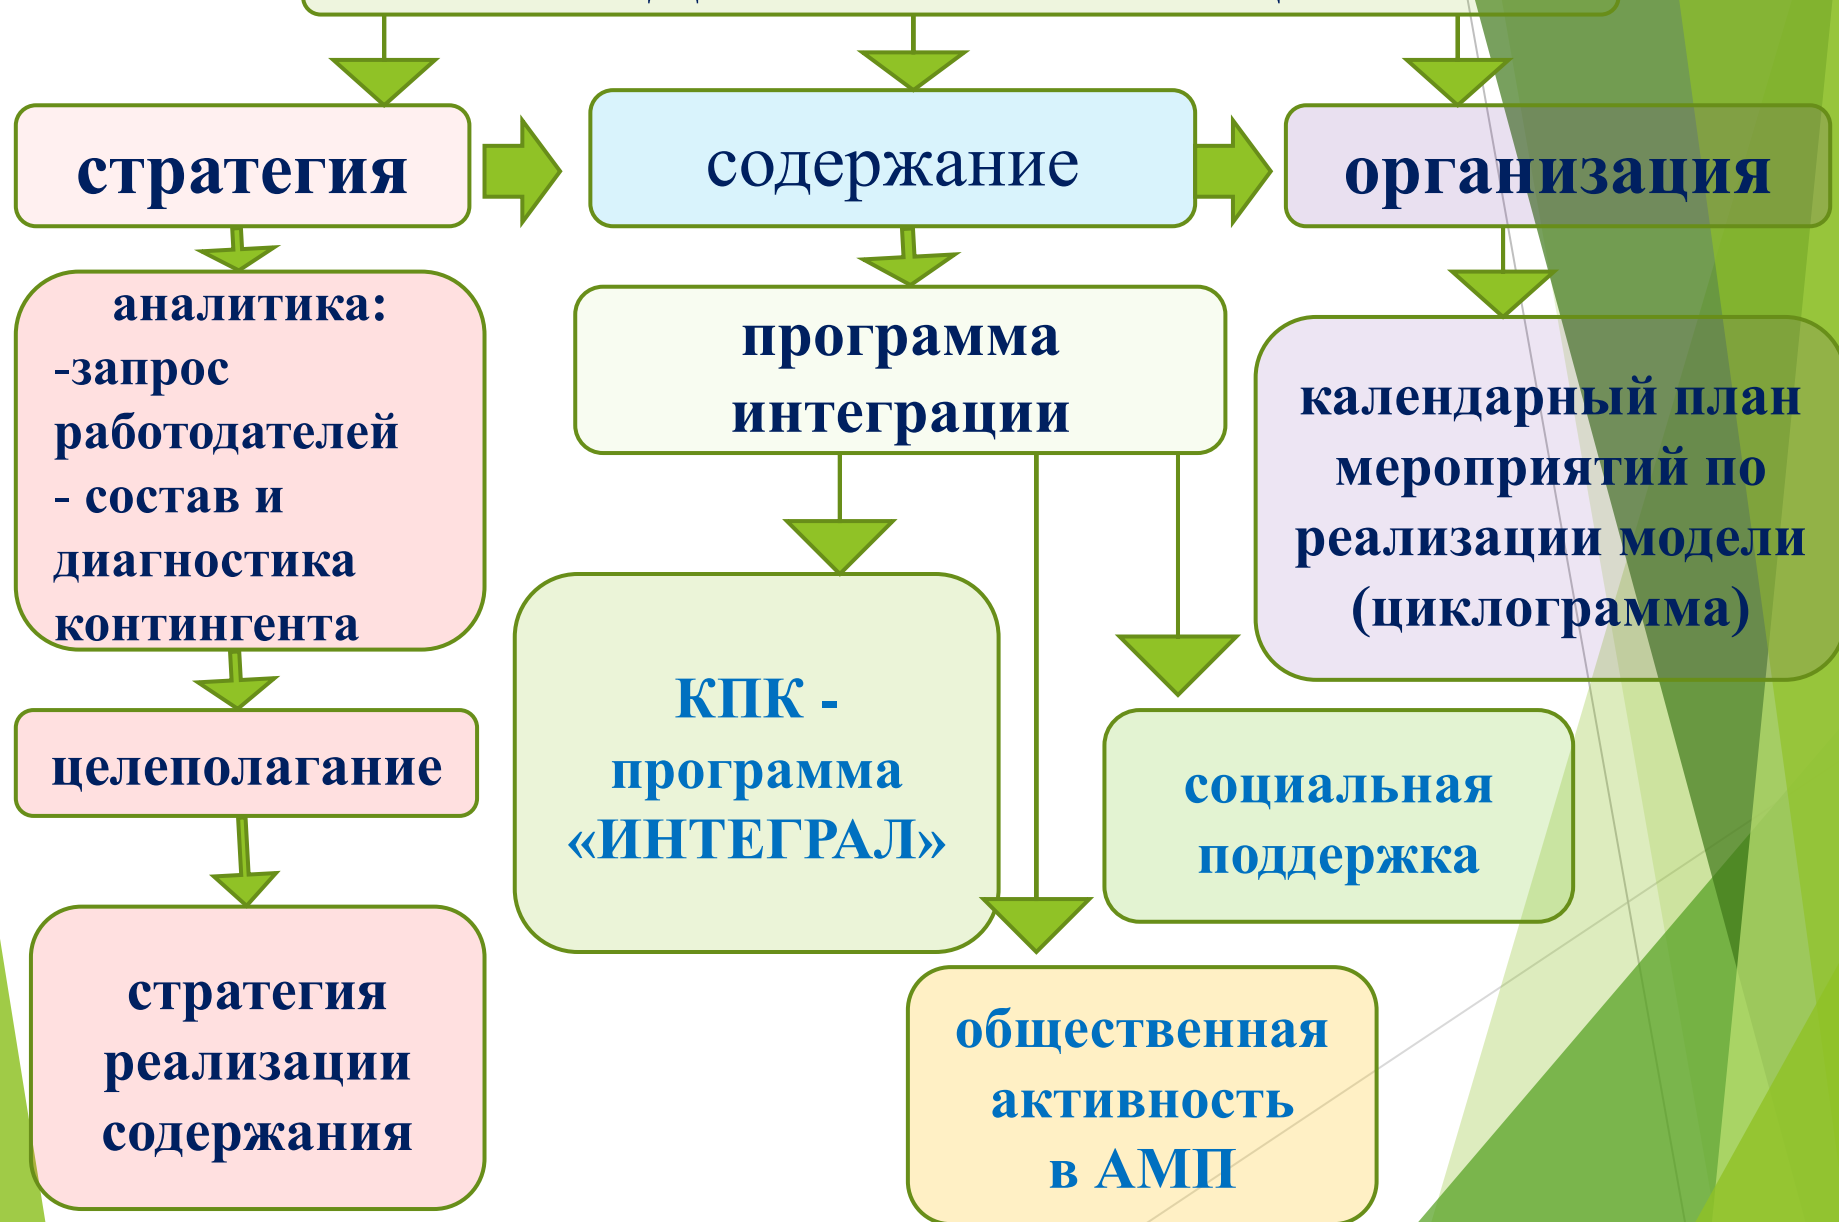 стратегия
содержание
организация
аналитика:
-запрос
работодателей
- состав и
диагностика
контингента
целеполагание
стратегия
реализации
содержания
программа
интеграции
КПК -
программа
«ИНТЕГРАЛ»
социальная
поддержка
общественная
активность
в АМП
календарный план
мероприятий по
реализации модели
(циклограмма)